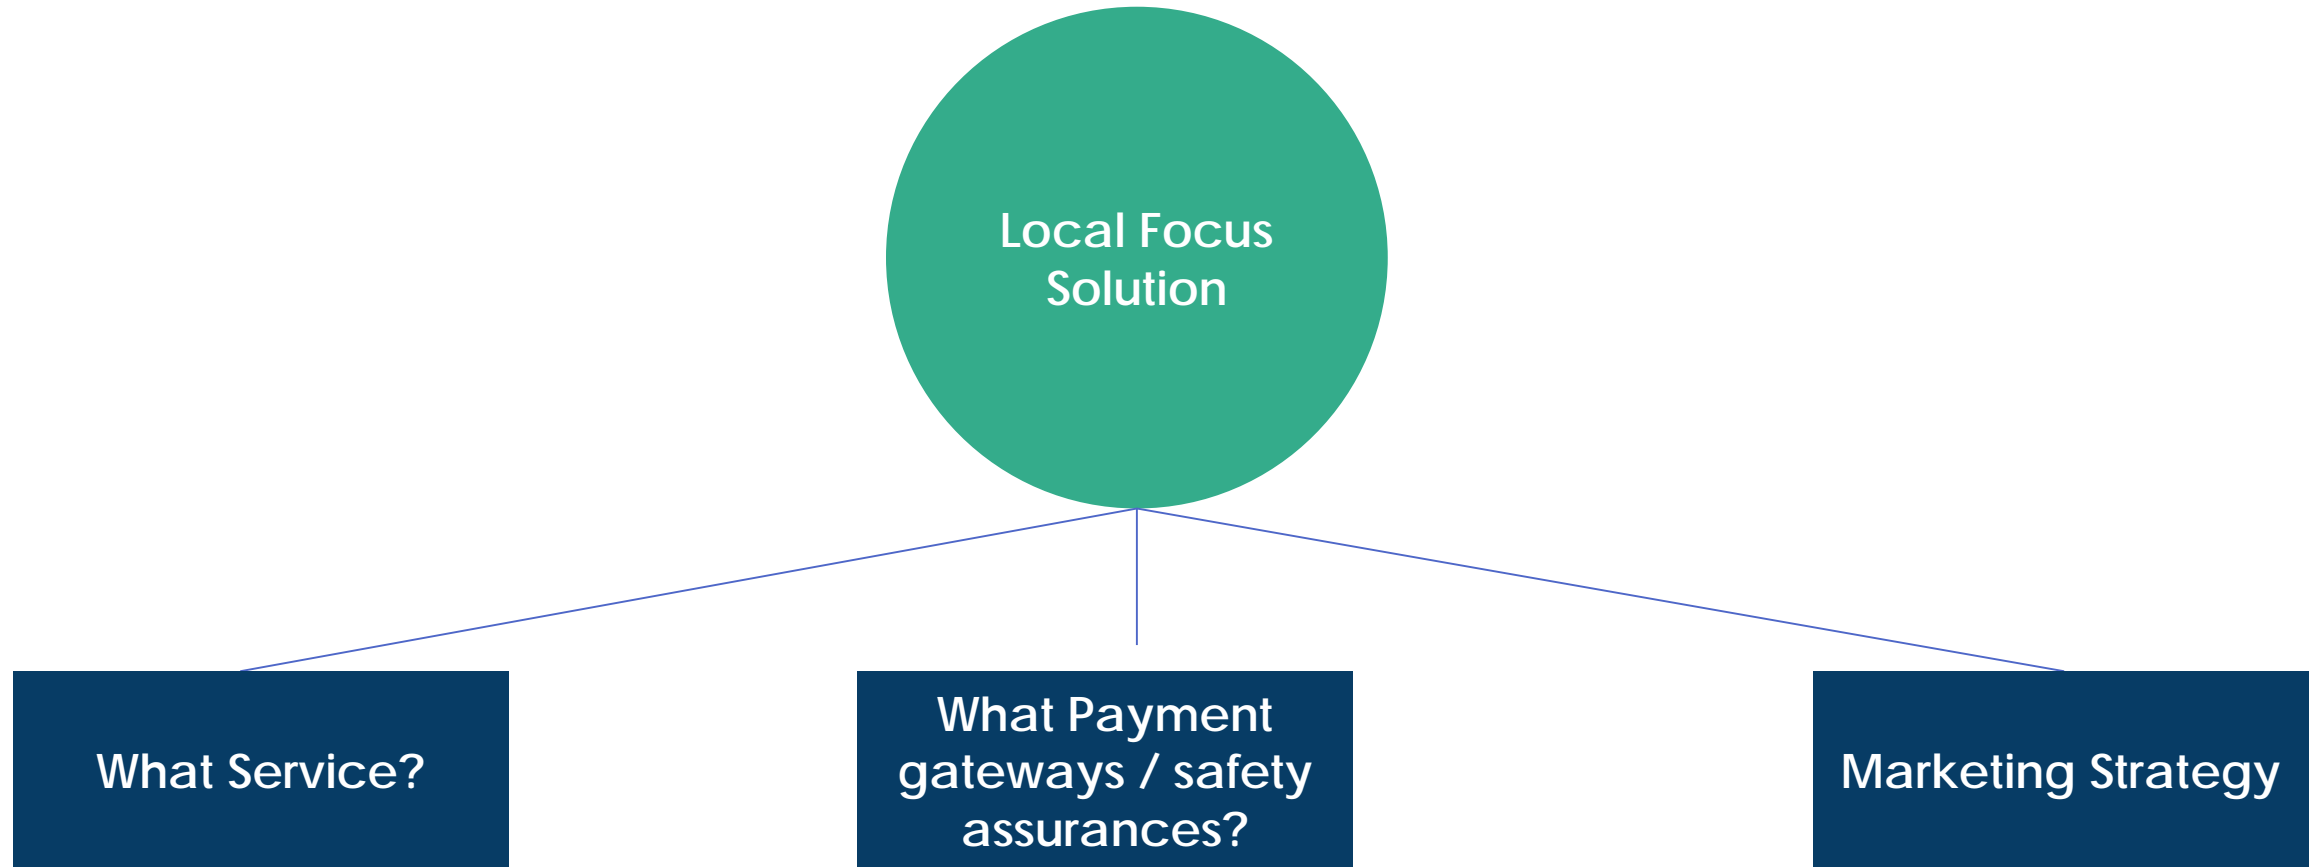 Local Focus
Solution
What Service?
What Payment
gateways / safety
assurances?
Marketing Strategy